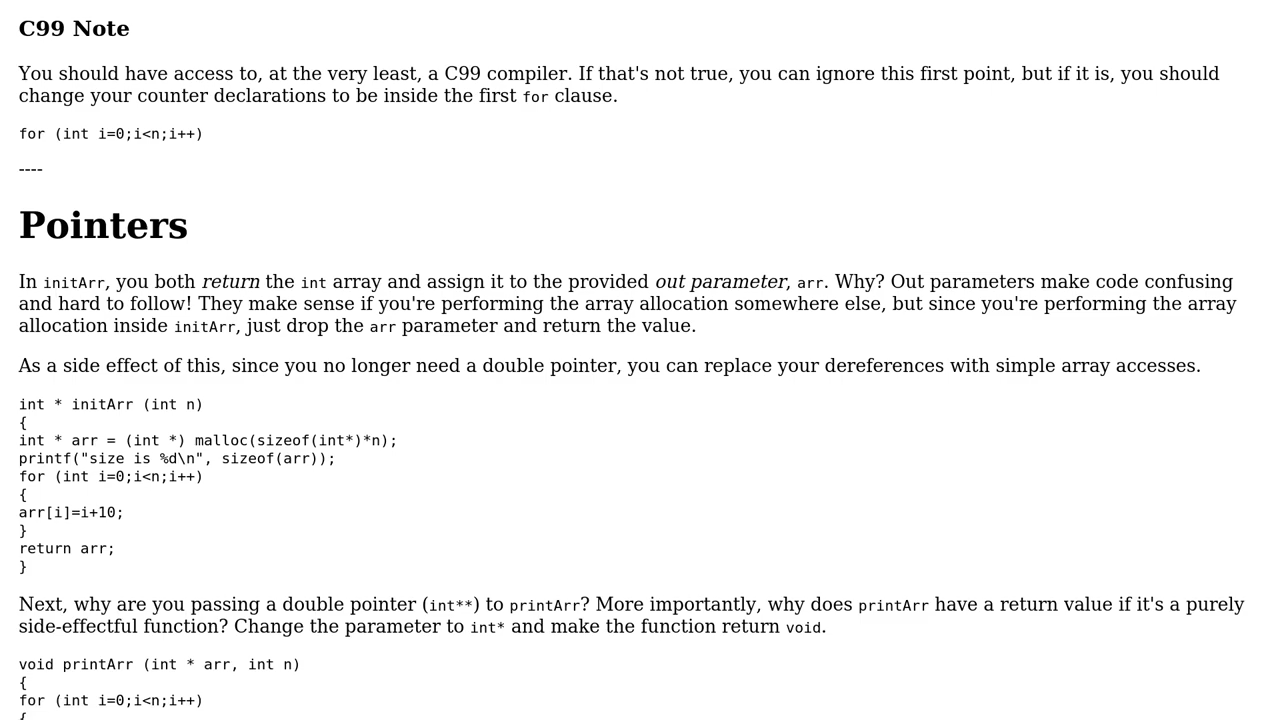 C99 Note
You should have access to, at the very least, a C99 compiler. If that's not true, you can ignore this first point, but if it is, you should
change your counter declarations to be inside the first for clause.
for (int i=0;i<n;i++)
----
Pointers
In initArr, you both return the int array and assign it to the provided out parameter, arr. Why? Out parameters make code confusing
and hard to follow! They make sense if you're performing the array allocation somewhere else, but since you're performing the array
allocation inside initArr, just drop the arr parameter and return the value.
As a side effect of this, since you no longer need a double pointer, you can replace your dereferences with simple array accesses.
int * initArr (int n)
{
int * arr = (int *) malloc(sizeof(int*)*n);
printf("size is %d\n", sizeof(arr));
for (int i=0;i<n;i++)
{
arr[i]=i+10;
}
return arr;
}
Next, why are you passing a double pointer (int**) to printArr? More importantly, why does printArr have a return value if it's a purely
side-effectful function? Change the parameter to int* and make the function return void.
void printArr (int * arr, int n)
{
for (int i=0;i<n;i++)
{